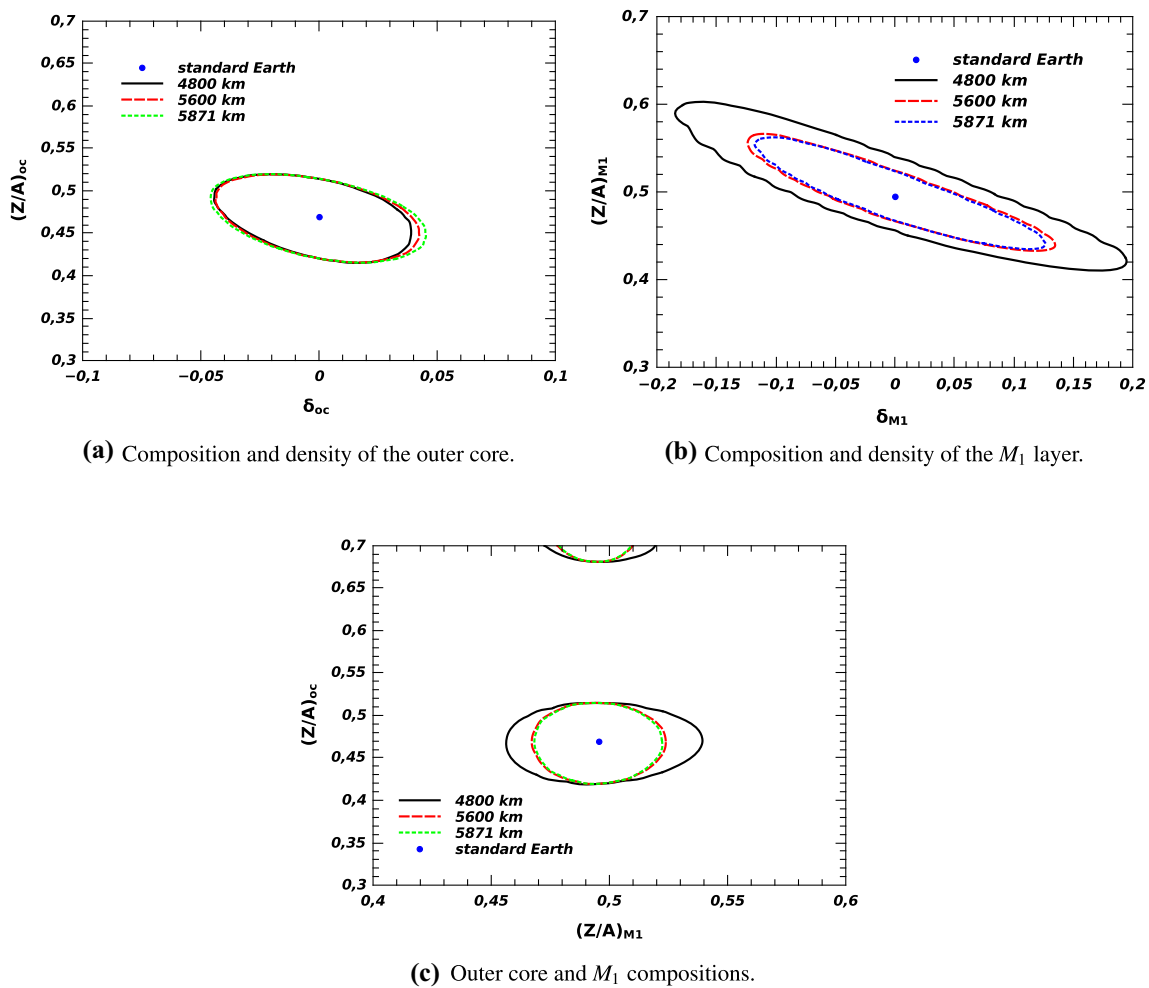 0,7
0,65
0,6
0,55
0,5
0,45
0,4
0,35
0,3
(Z/A)oc
standard Earth
4800 km
5600 km
5871 km
−0,1
−0,05
0
0,05
0,1
δoc
(a) Composition and density of the outer core.
0,7
0,6
0,5
0,4
0,3
(Z/A)M1
standard Earth
4800 km
5600 km
5871 km
−0,2
−0,15
−0,1
−0,05
0
0,05
0,1
0,15
0,2
δM1
(b) Composition and density of the M1 layer.
0,7
0,65
0,6
0,55
0,5
0,45
0,4
0,35
0,3
(Z/A)oc
4800 km
5600 km
5871 km
standard Earth
0,4
0,45
0,5
0,55
0,6
(Z/A)M1
(c) Outer core and M1 compositions.